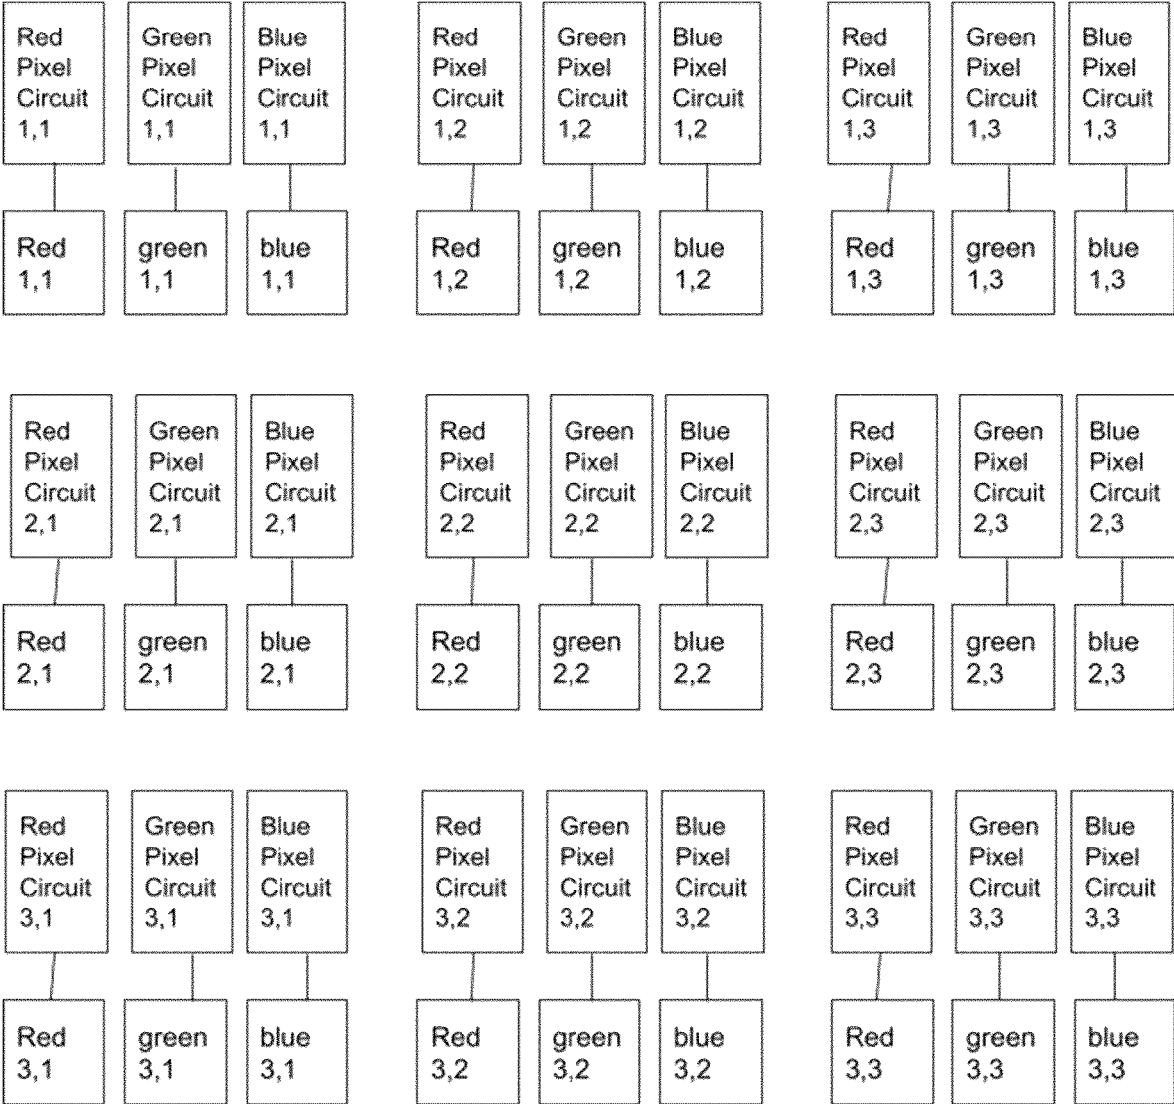 Red
Pixel
Circuit
1,1
Green
Pixel
Circuit
1,1
Blue
Pixel
Circuit
1,1
Red
Pixel
Circuit
1,2
Green
Pixel
Circuit
1,2
Blue
Pixel
Circuit
1,2
Red
Pixel
Circuit
1,3
Green
Pixel
Circuit
1,3
Blue
Pixel
Circuit
1,3
Red
1,1
green
1,1
blue
1,1
Red
1,2
green
1,2
blue
1,2
Red
1,3
green
1,3
blue
1,3
Red
Pixel
Circuit
2,1
Green
Pixel
Circuit
2,1
Blue
Pixel
Circuit
2,1
Red
Pixel
Circuit
2,2
Green
Pixel
Circuit
2,2
Blue
Pixel
Circuit
2,2
Red
Pixel
Circuit
2,3
Green
Pixel
Circuit
2,3
Blue
Pixel
Circuit
2,3
Red
2,1
green
2,1
blue
2,1
Red
2,2
green
2,2
blue
2,2
Red
2,3
green
2,3
blue
2,3
Red
Pixel
Circuit
3,1
Green
Pixel
Circuit
3,1
Blue
Pixel
Circuit
3,1
Red
Pixel
Circuit
3,2
Green
Pixel
Circuit
3,2
Blue
Pixel
Circuit
3,2
Red
Pixel
Circuit
3,3
Green
Pixel
Circuit
3,3
Blue
Pixel
Circuit
3,3
Red
3,1
green
3,1
blue
3,1
Red
3,2
green
3,2
blue
3,2
Red
3,3
green
3,3
blue
3,3